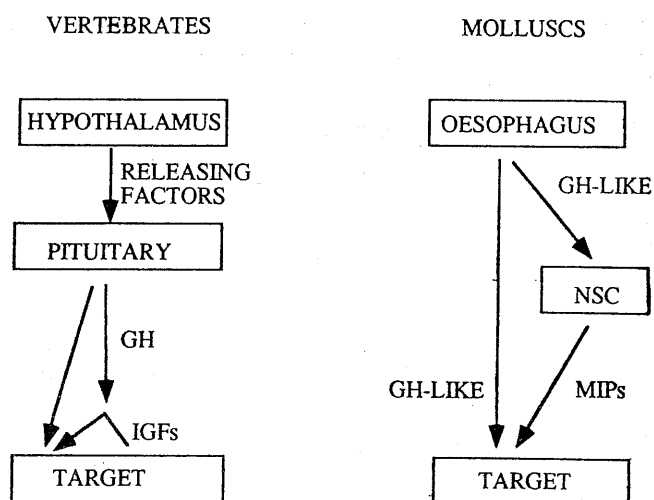 VERTEBRATES
HYPOTHALAMUS
RELEASING
FACTORS
PITUITARY
GH
IGFs
TARGET
MOLLUSCS
OESOPHAGUS
GH-LIKE
NSC
GH-LIKE
MIPs
TARGET